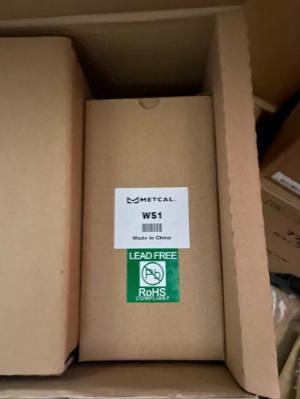 METCAL.
WS1
Made in China
LEAD FREE
Pb
RoHS
COMPLIANT